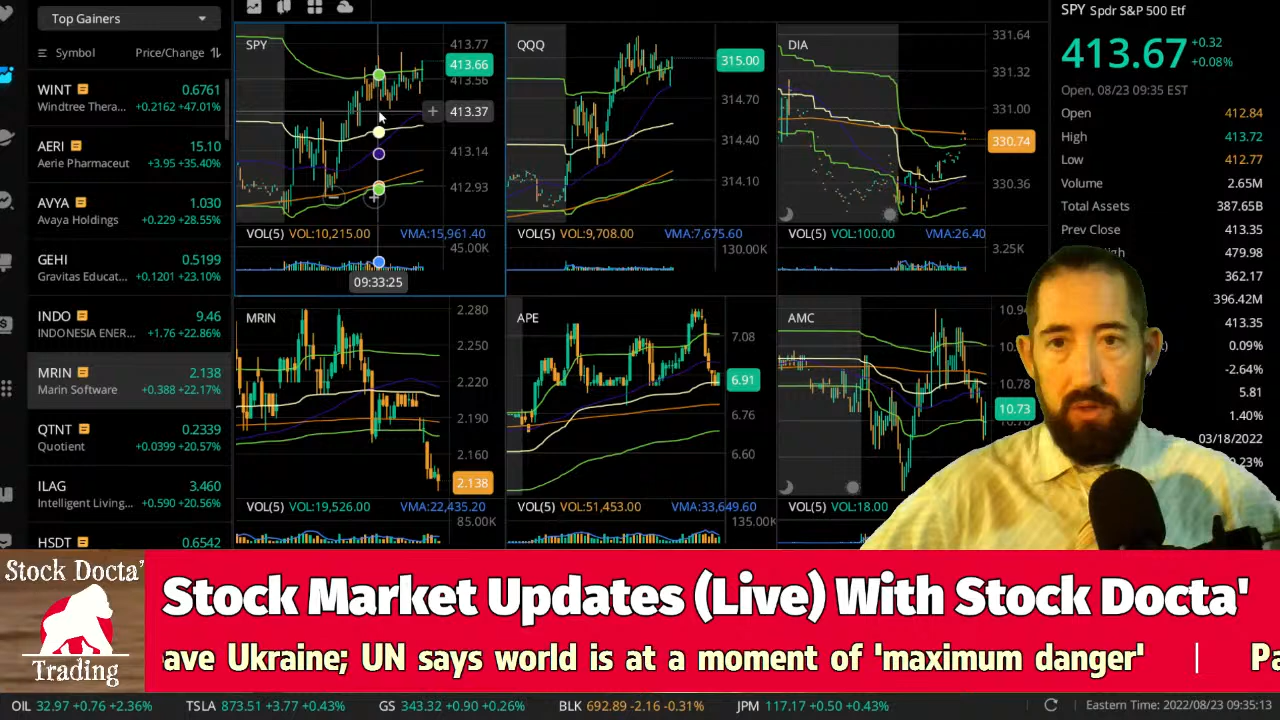 Top Gainers
Symbol Price/Change
WINT 0.6761
Windtree Thera... +0.2162 +47.01%
AERI 15.10
Aerie Pharmaceut +3.95 +35.40%
AVYA 1.030
Avaya Holdings +0.229 +28.55%
GEHI 0.5199
Gravitas Educat... +0.1201 +23.10%
INDO 9.46
INDONESIA ENER... +1.76 +22.86%
MRIN 2.138
Marin Software +0.388 +22.17%
QTNT 0.2339
Quotient +0.0399 +20.57%
ILAG 3.460
Intelligent Living... +0.590 +20.56%
HSDT 0.6542
SPY
413.77
413.66
413.56
413.37
413.14
412.93
VOL(5) VOL:10,215.00 VMA:15,961.40
45.00K
09:33:25
QQQ
315.00
314.70
314.40
314.10
VOL(5) VOL:9,708.00 VMA:7,675.60
130.00K
DIA
331.64
331.32
331.00
330.74
330.36
VOL(5) VOL:100.00 VMA:26.40
3.25K
MRIN
2.280
2.250
2.220
2.190
2.160
2.138
VOL(5) VOL:19,526.00 VMA:22,435.20
85.00K
APE
7.08
6.91
6.76
6.60
VOL(5) VOL:51,453.00 VMA:33,649.60
135.00K
AMC
10.78
10.73
VOL(5) VOL:18.00
SPY Spdr S&P 500 Etf
413.67 +0.32
+0.08%
Open, 08/23 09:35 EST
Open 412.84
High 413.72
Low 412.77
Volume 2.65M
Total Assets 387.65B
Prev Close 413.35
479.98
362.17
396.42M
413.35
0.09%
-2.64%
5.81
1.40%
03/18/2022
Stock Docta'
Trading
Stock Market Updates (Live) With Stock Docta'
ave Ukraine; UN says world is at a moment of 'maximum danger' | Pa
OIL 32.97 +0.76 +2.36% TSLA 873.51 +3.77 +0.43% GS 343.32 +0.90 +0.26% BLK 692.89 -2.16 -0.31% JPM 117.17 +0.50 +0.43% Eastern Time: 2022/08/23 09:35:13